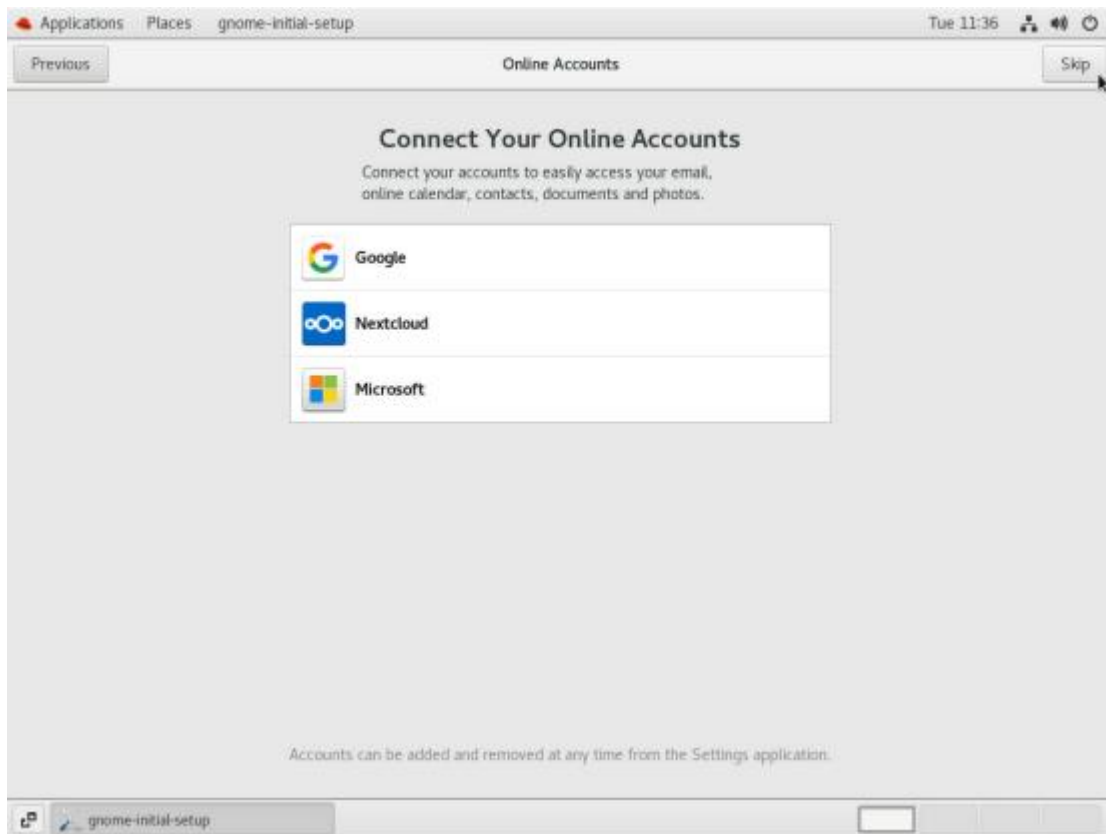 Applications Places gnome-initial-setup Tue 11:36
Previous Online Accounts Skip
Connect Your Online Accounts
Connect your accounts to easily access your email,
online calendar, contacts, documents and photos.
Google
Nextcloud
Microsoft
Accounts can be added and removed at any time from the Settings application.
gnome-initial-setup